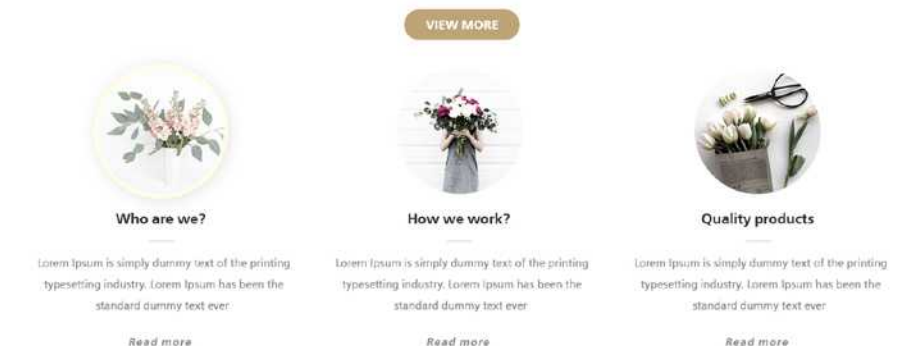 VIEW MORE
Who are we?
How we work?
Quality products
Lorem Ipsum is simply dummy text of the printing
typesetting industry. Lorem Ipsum has been the
standard dummy text ever
Lorem Ipsum is simply dummy text of the printing
typesetting industry. Lorem Ipsum has been the
standard dummy text ever
Lorem Ipsum is simply dummy text of the printing
typesetting industry. Lorem Ipsum has been the
standard dummy text ever
Read more
Read more
Read more